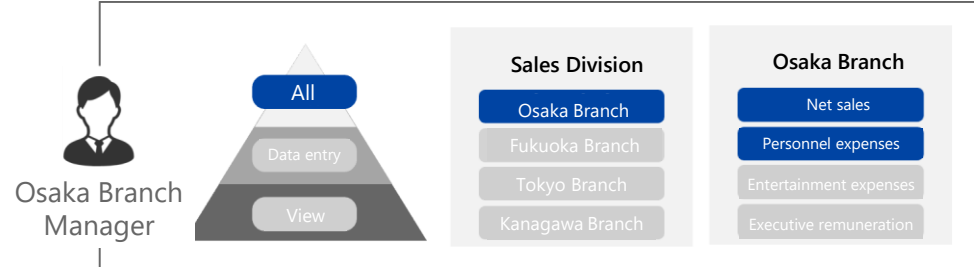 Osaka Branch
Manager
All
Data entry
View
Sales Division
Osaka Branch
Fukuoka Branch
Tokyo Branch
Kanagawa Branch
Osaka Branch
Net sales
Personnel expenses
Entertainment expenses
Executive remuneration